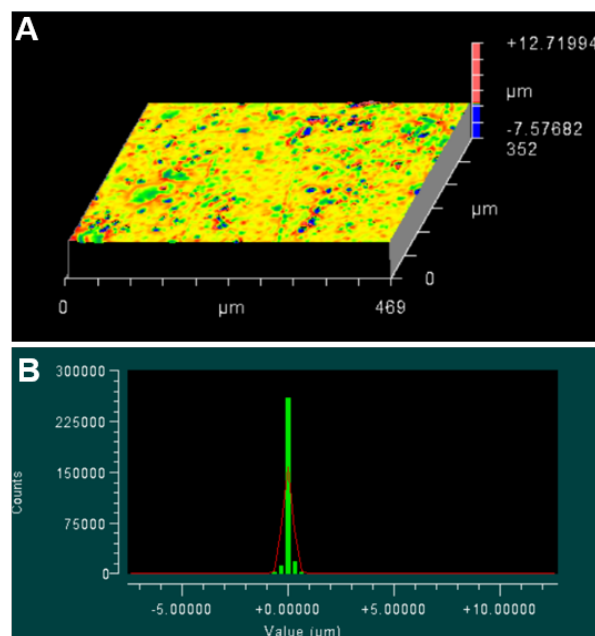 A
+12.71994
µm
-7.57682
352
µm
0
0
µm
469
B
300000
225000
150000
75000
0
Counts
-5.00000
+0.00000
+5.00000
+10.00000
Value (µm)